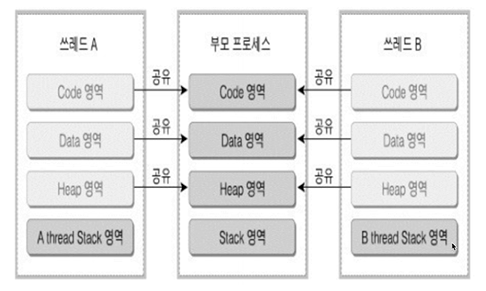 쓰레드 A
부모 프로세스
쓰레드 B
Code 영역
공유
Code 영역
공유
Code 영역
Data 영역
공유
Data 영역
공유
Data 영역
Heap 영역
공유
Heap 영역
공유
Heap 영역
A thread Stack 영역
Stack 영역
B thread Stack 영역